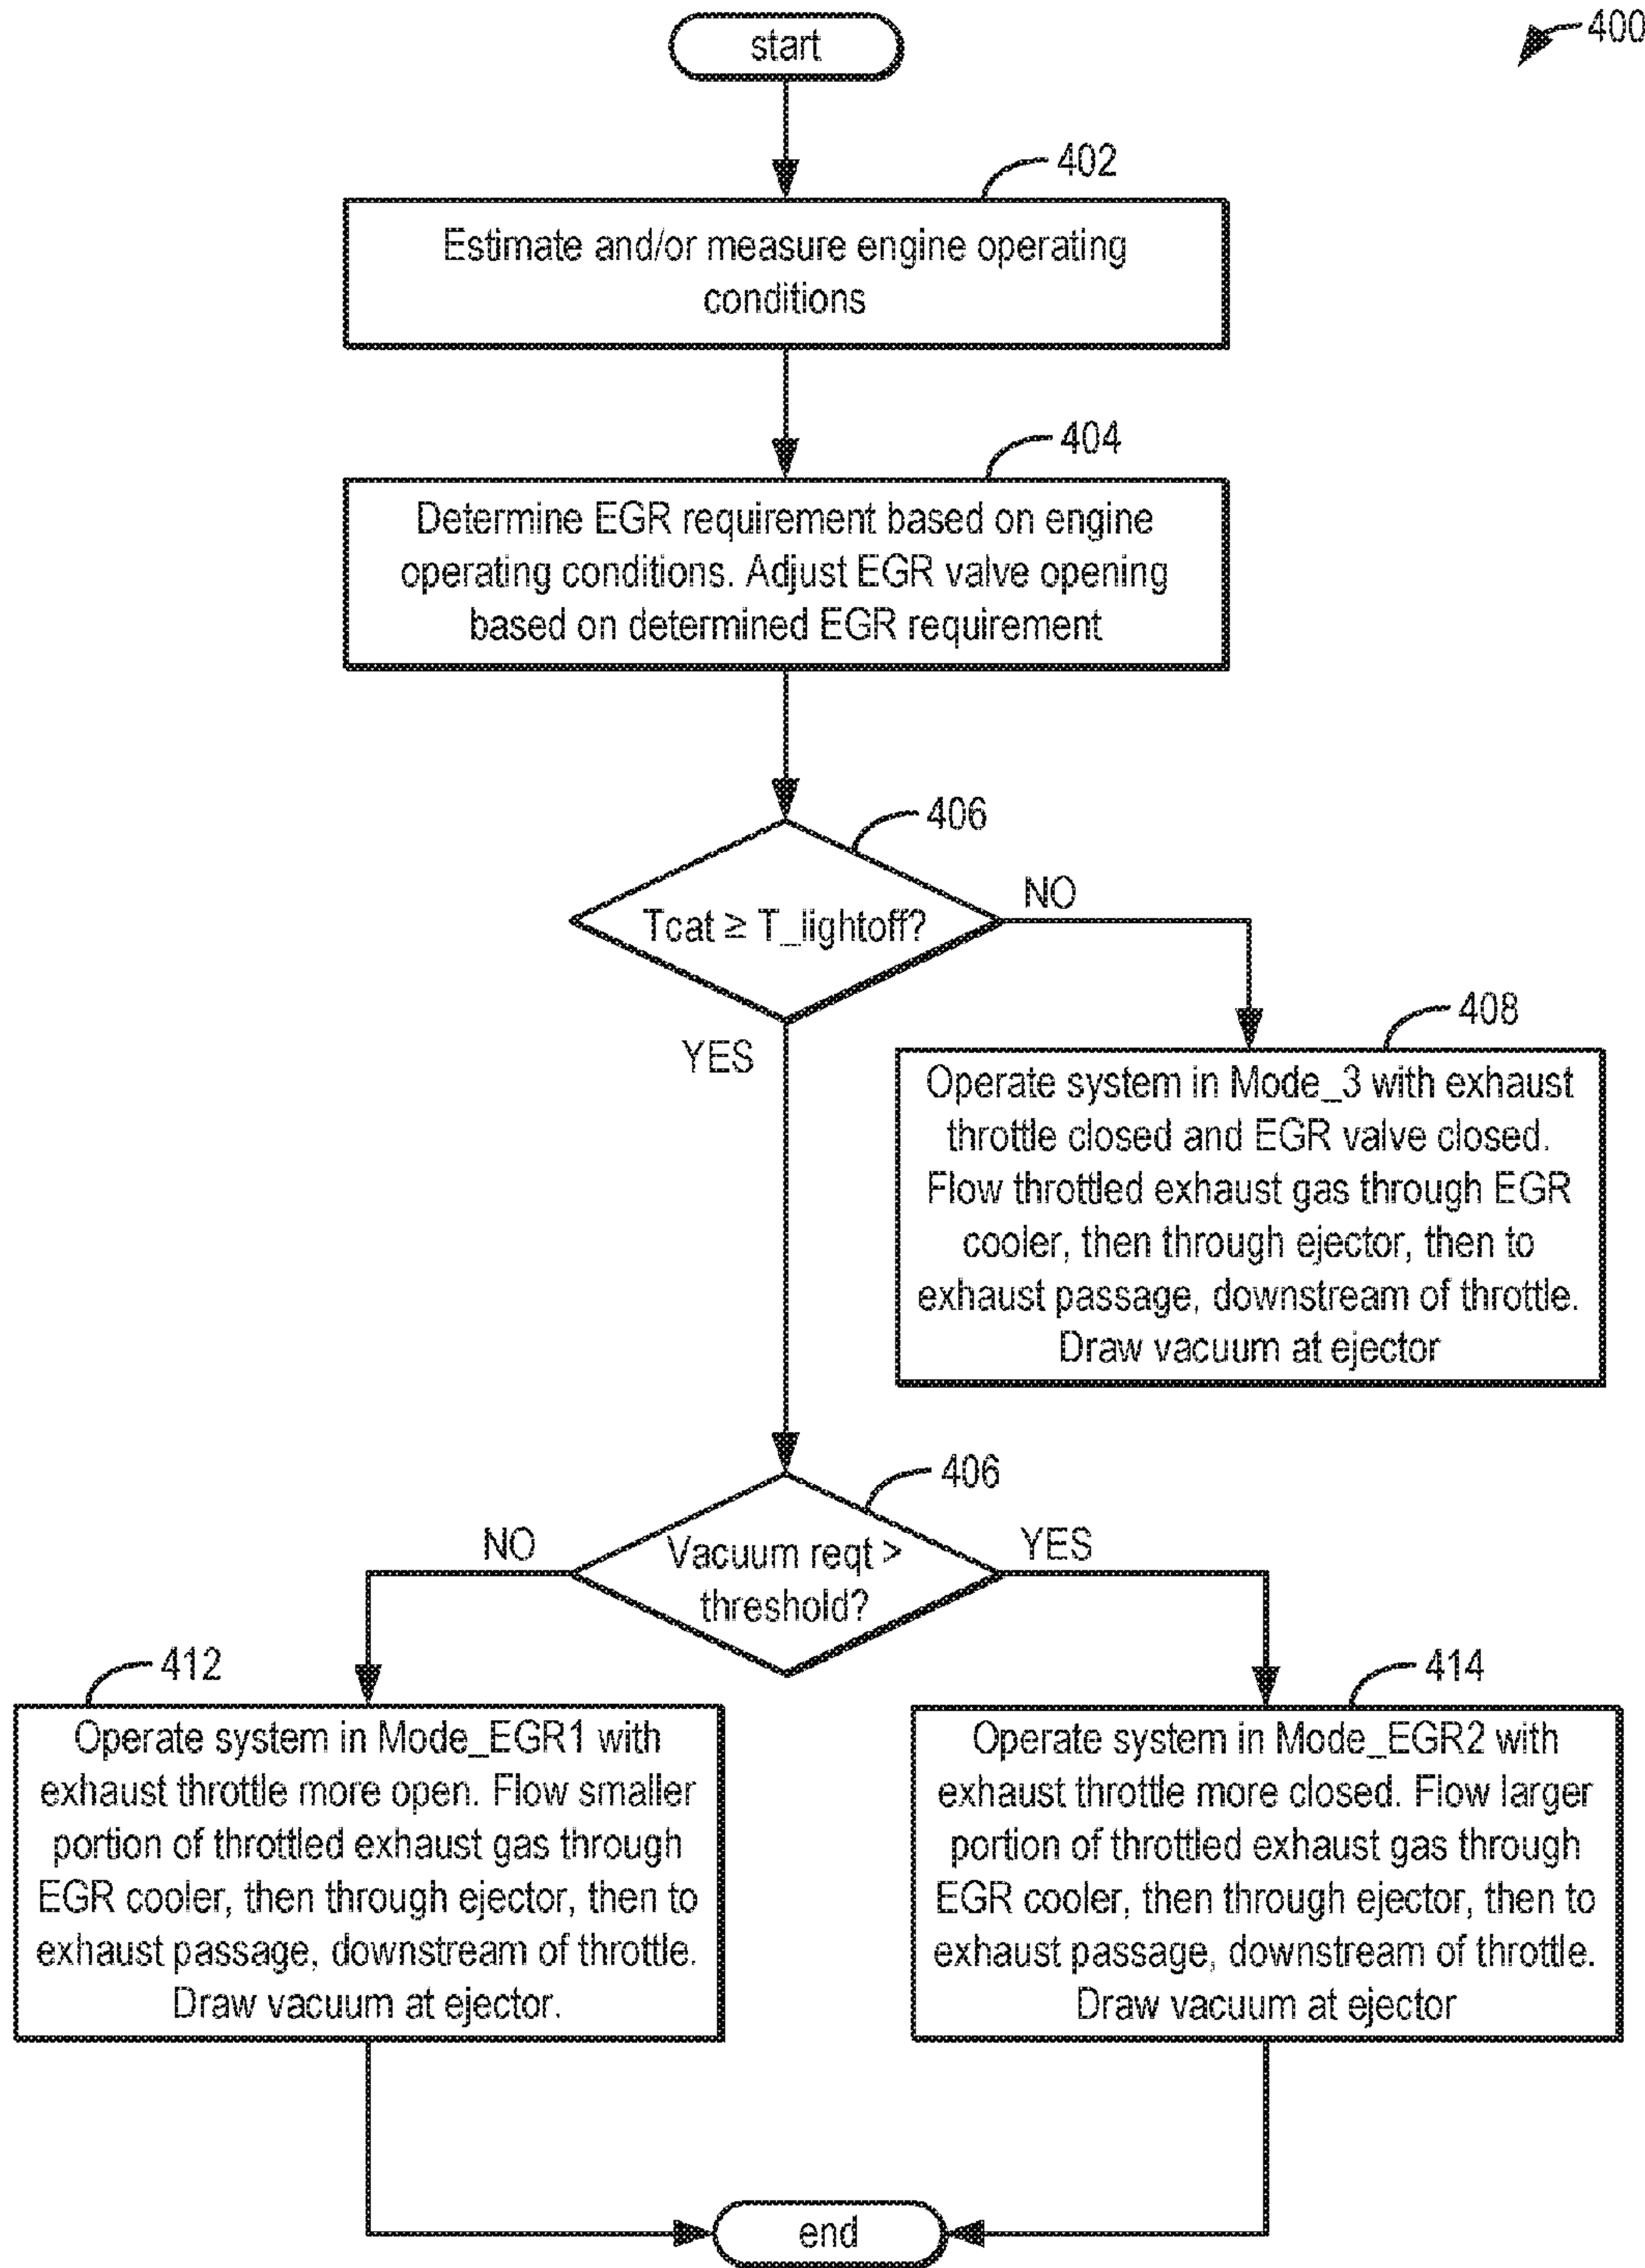 start
400
402
Estimate and/or measure engine operating
conditions
404
Determine EGR requirement based on engine
operating conditions. Adjust EGR valve opening
based on determined EGR requirement
406
Tcat ≥ T_lightoff?
NO
YES
408
Operate system in Mode_3 with exhaust
throttle closed and EGR valve closed.
Flow throttled exhaust gas through EGR
cooler, then through ejector, then to
exhaust passage, downstream of throttle.
Draw vacuum at ejector
406
Vacuum reqt >
threshold?
NO
YES
412
Operate system in Mode_EGR1 with
exhaust throttle more open. Flow smaller
portion of throttled exhaust gas through
EGR cooler, then through ejector, then to
exhaust passage, downstream of throttle.
Draw vacuum at ejector.
414
Operate system in Mode_EGR2 with
exhaust throttle more closed. Flow larger
portion of throttled exhaust gas through
EGR cooler, then through ejector, then to
exhaust passage, downstream of throttle.
Draw vacuum at ejector
end